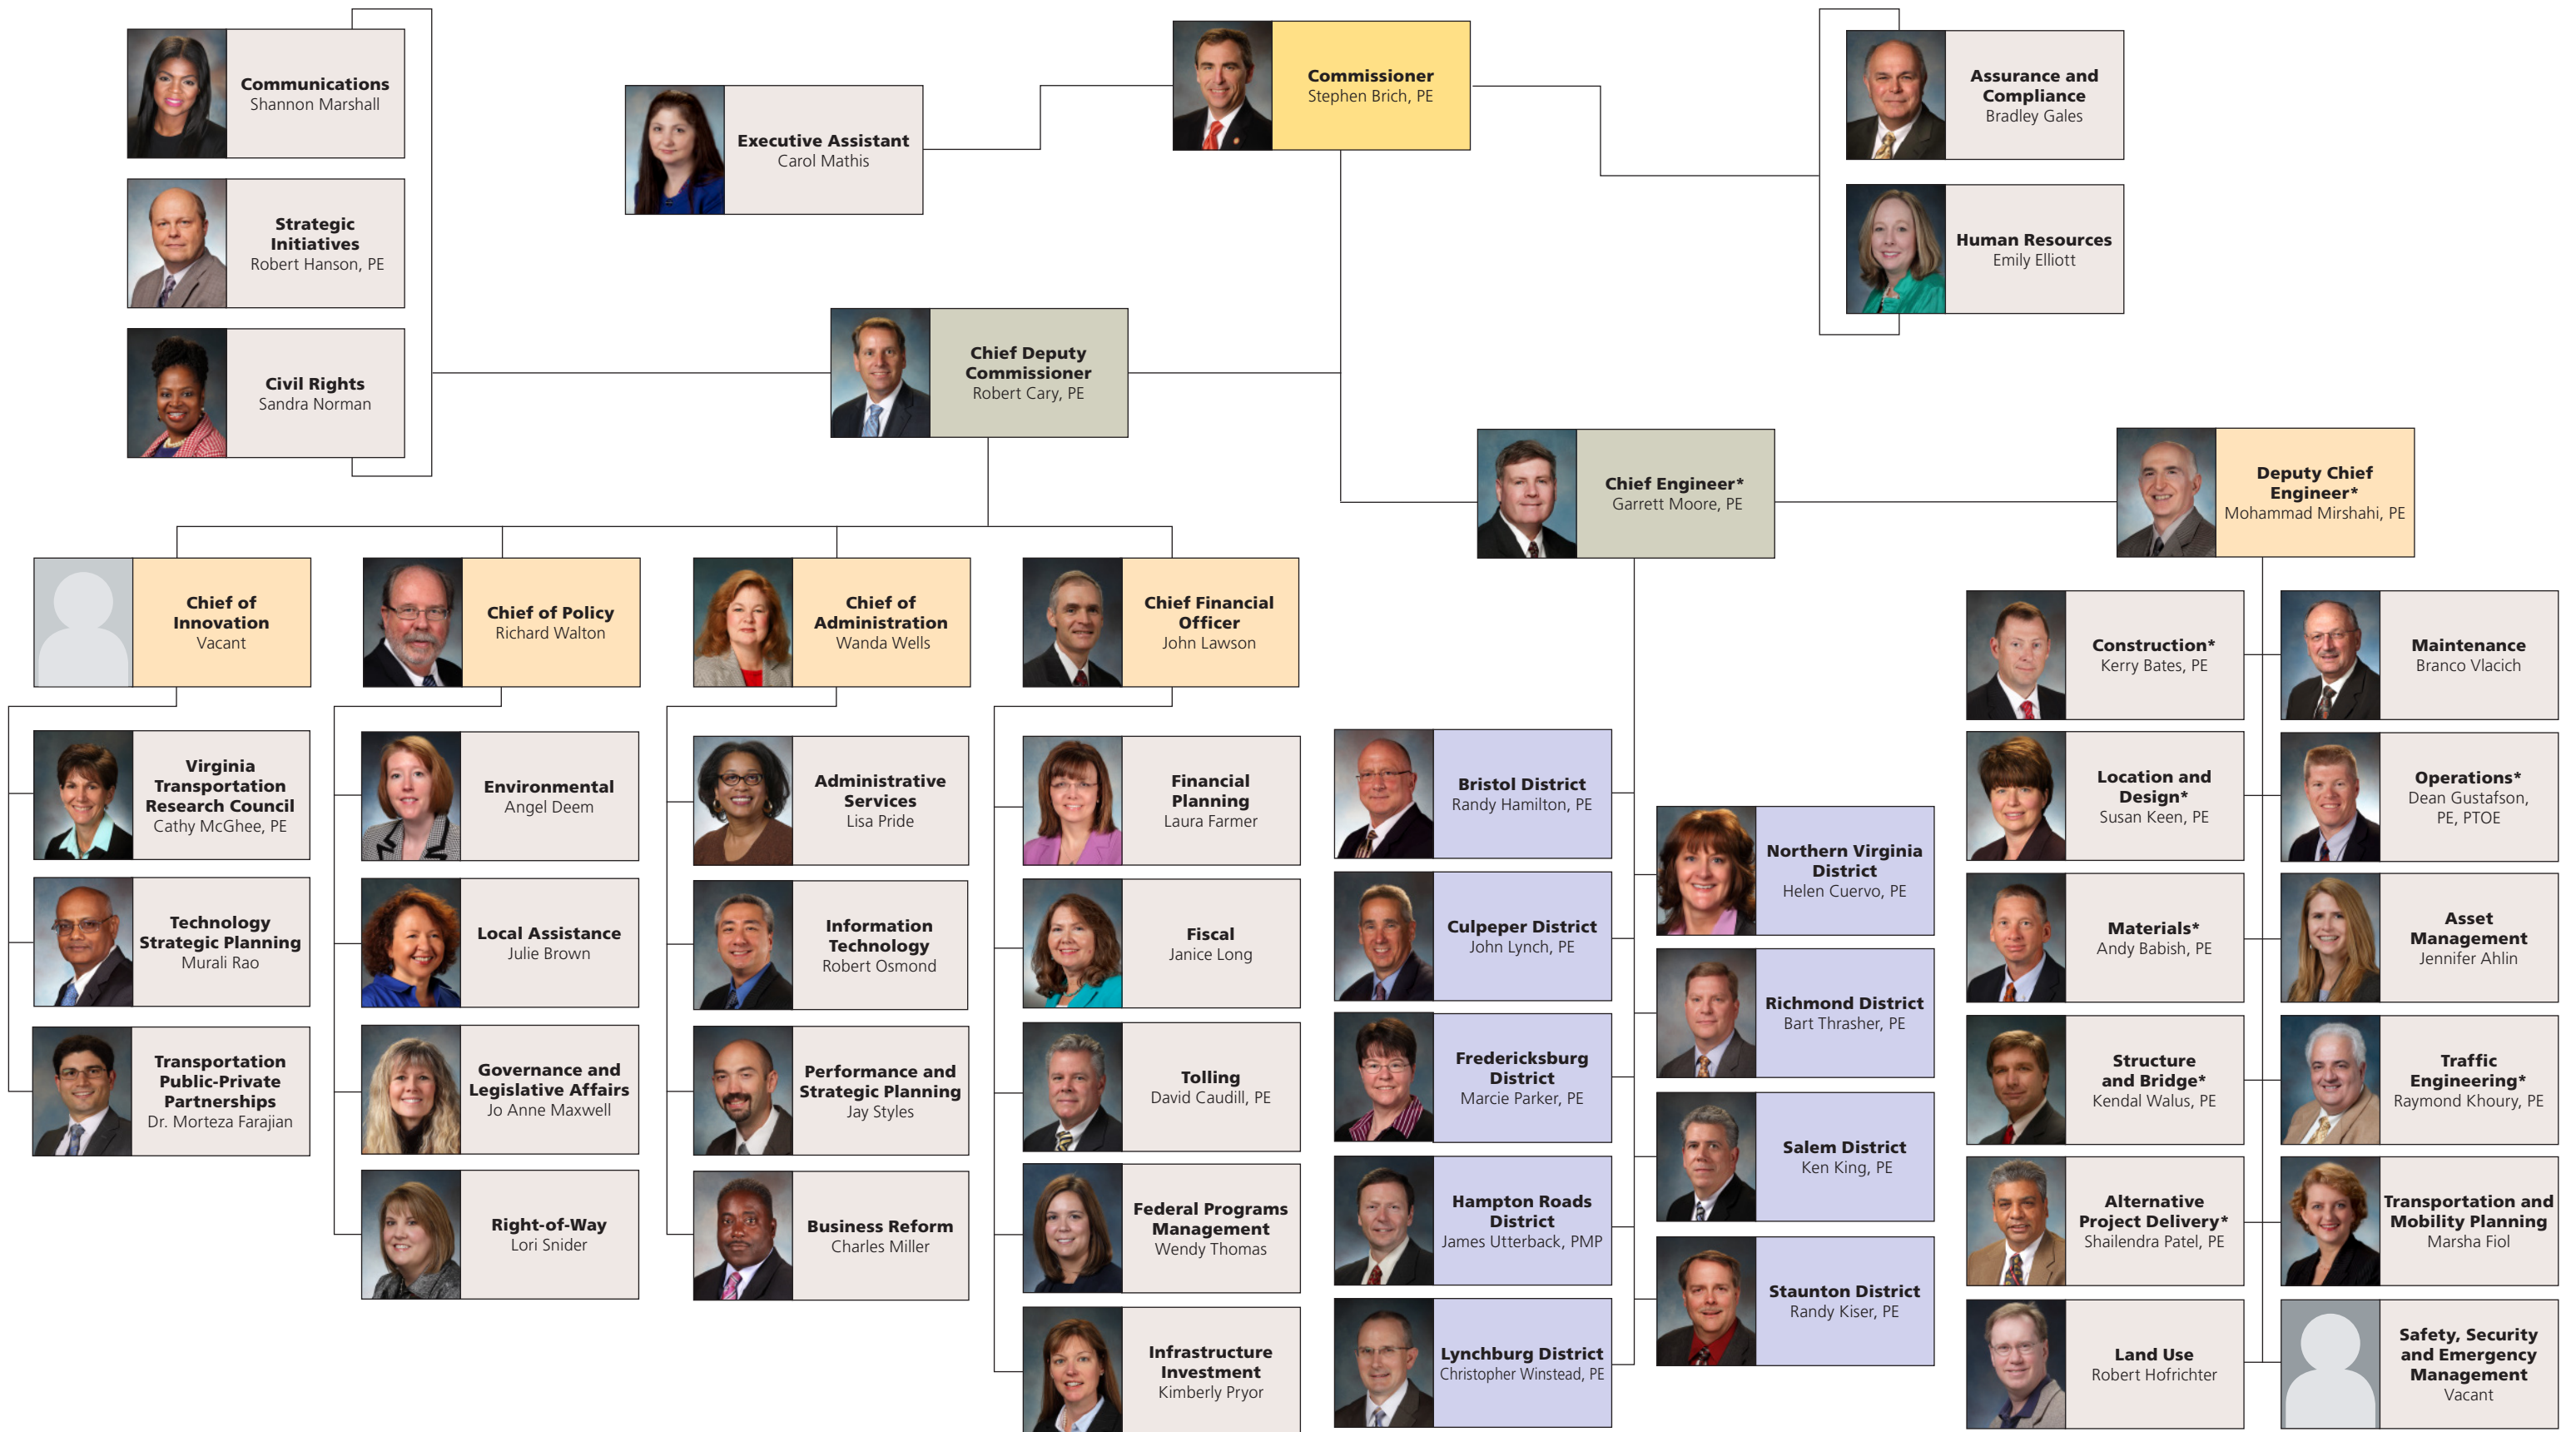 Communications
Shannon Marshall
Strategic
Initiatives
Robert Hanson, PE
Civil Rights
Sandra Norman
Executive Assistant
Carol Mathis
Commissioner
Stephen Brich, PE
Assurance and
Compliance
Bradley Gales
Human Resources
Emily Elliott
Chief Deputy
Commissioner
Robert Cary, PE
Chief Engineer*
Garrett Moore, PE
Deputy Chief
Engineer*
Mohammad Mirshahi, PE
Chief of
Innovation
Vacant
Virginia
Transportation
Research Council
Cathy McGhee, PE
Technology
Strategic Planning
Murali Rao
Transportation
Public-Private
Partnerships
Dr. Morteza Farajian
Chief of Policy
Richard Walton
Environmental
Angel Deem
Local Assistance
Julie Brown
Governance and
Legislative Affairs
Jo Anne Maxwell
Right-of-Way
Lori Snider
Chief of
Administration
Wanda Wells
Administrative
Services
Lisa Pride
Information
Technology
Robert Osmond
Performance and
Strategic Planning
Jay Styles
Business Reform
Charles Miller
Chief Financial
Officer
John Lawson
Financial
Planning
Laura Farmer
Fiscal
Janice Long
Tolling
David Caudill, PE
Federal Programs
Management
Wendy Thomas
Infrastructure
Investment
Kimberly Pryor
Bristol District
Randy Hamilton, PE
Culpeper District
John Lynch, PE
Fredericksburg
District
Marcie Parker, PE
Hampton Roads
District
James Utterback, PMP
Lynchburg District
Christopher Winstead, PE
Northern Virginia
District
Helen Cuervo, PE
Richmond District
Bart Thrasher, PE
Salem District
Ken King, PE
Staunton District
Randy Kiser, PE
Construction*
Kerry Bates, PE
Location and
Design*
Susan Keen, PE
Materials*
Andy Babish, PE
Structure
and Bridge*
Kendal Walus, PE
Alternative
Project Delivery*
Shailendra Patel, PE
Land Use
Robert Hofrichter
Maintenance
Branco Vlacich
Operations*
Dean Gustafson,
PE, PTOE
Asset
Management
Jennifer Ahlin
Traffic
Engineering*
Raymond Khoury, PE
Transportation and
Mobility Planning
Marsha Fiol
Safety, Security
and Emergency
Management
Vacant